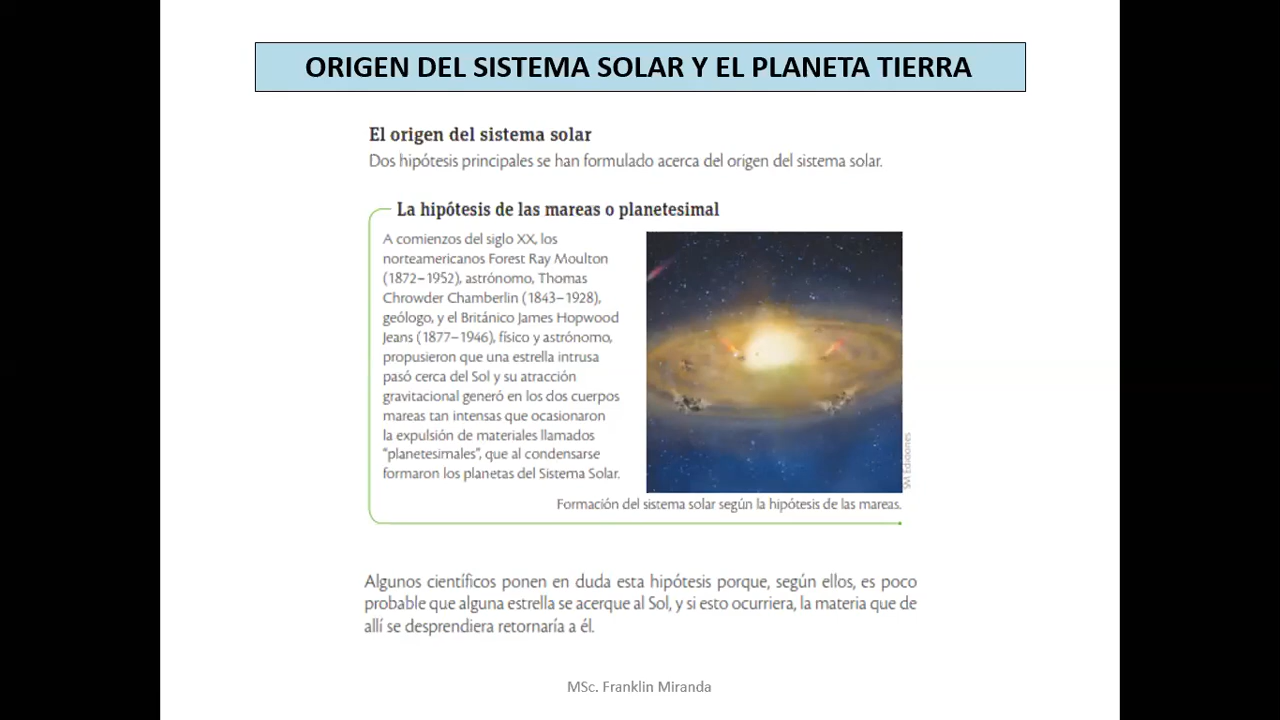 ORIGEN DEL SISTEMA SOLAR Y EL PLANETA TIERRA
El origen del sistema solar
Dos hipótesis principales se han formulado acerca del origen del sistema solar.
La hipótesis de las mareas o planetesimal
A comienzos del siglo XX, los
norteamericanos Forest Ray Moulton
(1872–1952), astrónomo, Thomas
Chrowder Chamberlin (1843–1928),
geólogo, y el Británico James Hopwood
Jeans (1877–1946), físico y astrónomo,
propusieron que una estrella intrusa
pasó cerca del Sol y su atracción
gravitacional generó en los dos cuerpos
mareas tan intensas que ocasionaron
la expulsión de materiales llamados
"planetesimales", que al condensarse
formaron los planetas del Sistema Solar.
SM Ediciones
Formación del sistema solar según la hipótesis de las mareas.
Algunos científicos ponen en duda esta hipótesis porque, según ellos, es poco
probable que alguna estrella se acerque al Sol, y si esto ocurriera, la materia que de
allí se desprendiera retornaría a él.
MSc. Franklin Miranda